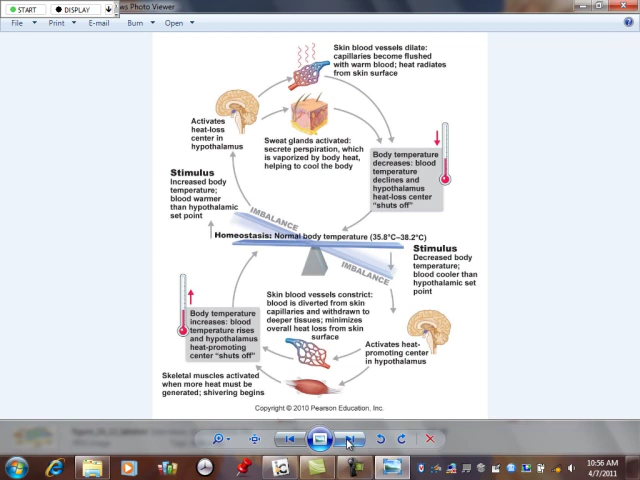 START
DISPLAY
ws Photo Viewer
File
Print
E-mail
Burn
Open
Skin blood vessels dilate:
capillaries become flushed
with warm blood; heat radiates
from skin surface
Activates
heat-loss
center in
hypothalamus
Sweat glands activated:
secrete perspiration, which
is vaporized by body heat,
helping to cool the body
Body temperature
decreases: blood
temperature
declines and
hypothalamus
heat-loss center
“shuts off”
Stimulus
Increased body
temperature;
blood warmer
than hypothalamic
set point
IMBALANCE
Homeostasis: Normal body temperature (35.8°C–38.2°C)
IMBALANCE
Stimulus
Decreased body
temperature;
blood cooler than
hypothalamic set
point
Skin blood vessels constrict:
blood is diverted from skin
capillaries and withdrawn to
deeper tissues; minimizes
overall heat loss from skin
surface
Body temperature
increases: blood
temperature rises
and hypothalamus
heat-promoting
center “shuts off”
Activates heat-
promoting center
in hypothalamus
Skeletal muscles activated
when more heat must be
generated; shivering begins
Copyright © 2010 Pearson Education, Inc.
10:56 AM
4/7/2011